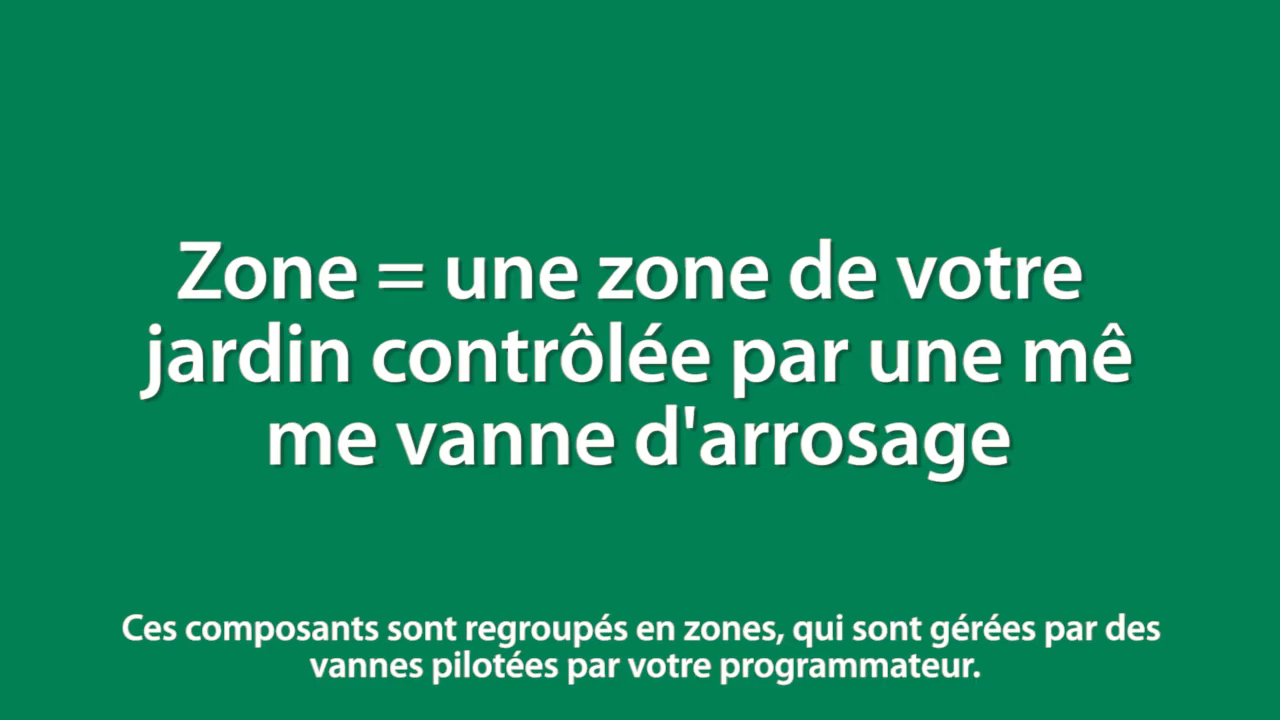 Zone = une zone de votre
jardin contrôlée par une mê
me vanne d'arrosage
Ces composants sont regroupés en zones, qui sont gérées par des
vannes pilotées par votre programmateur.